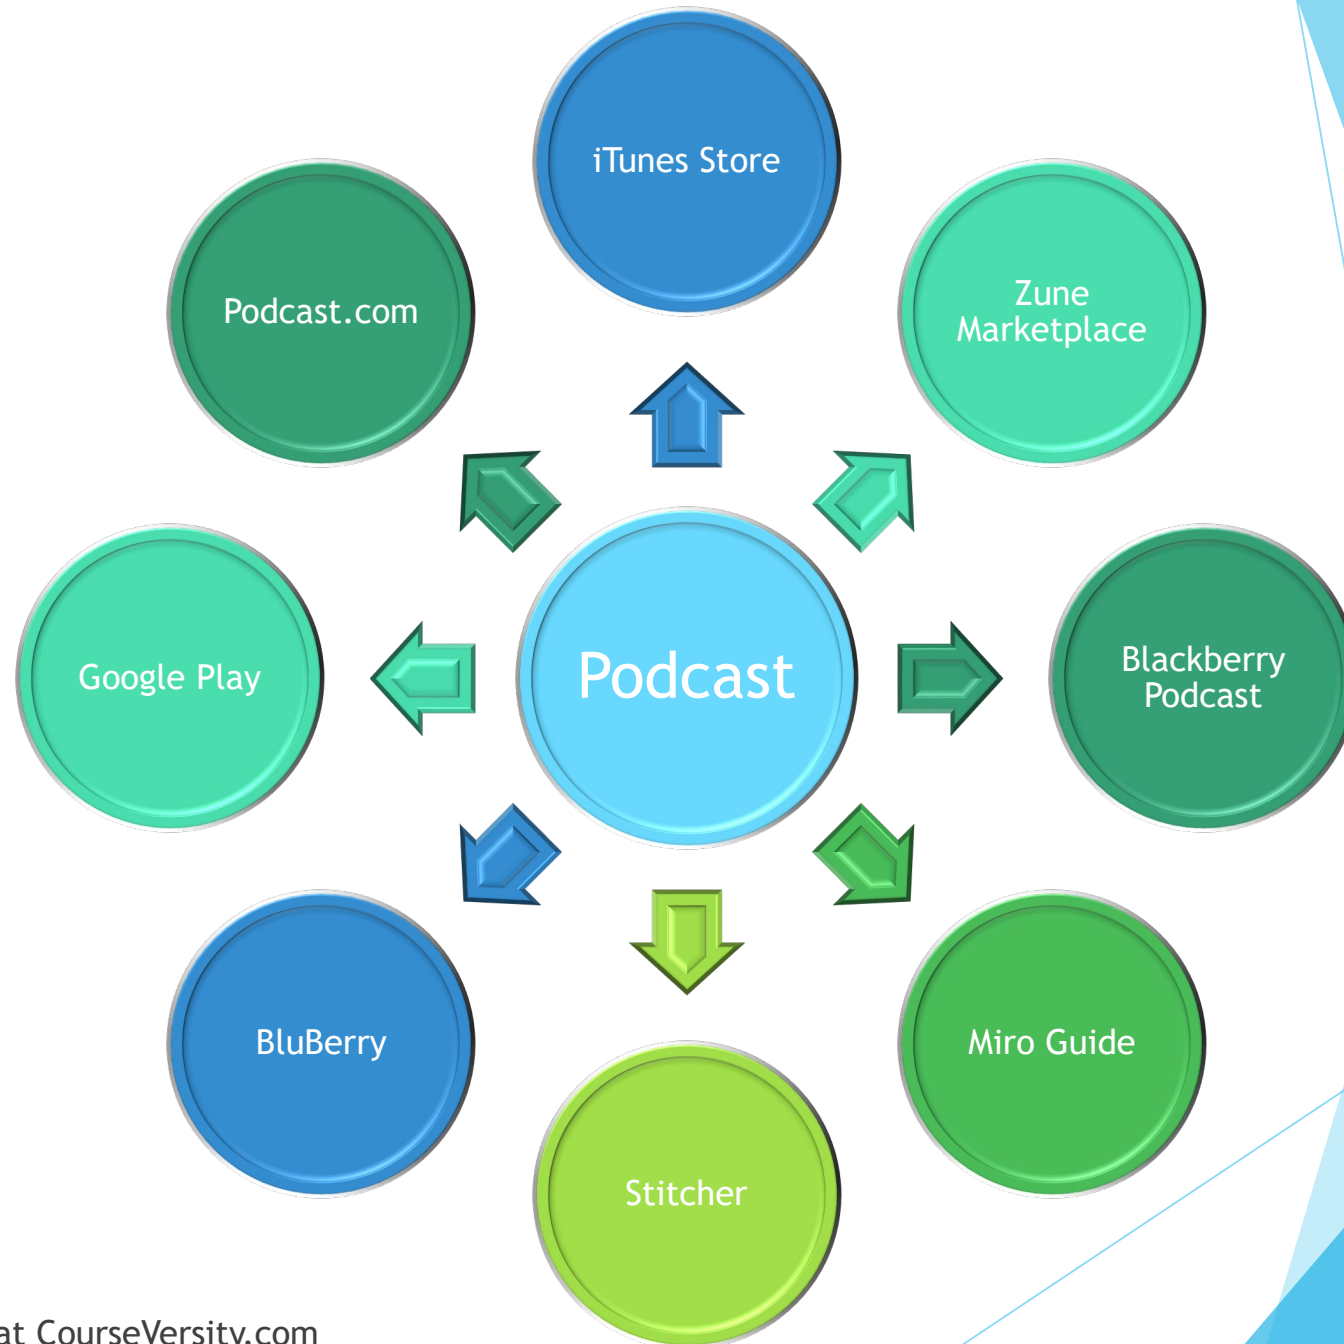 iTunes Store
Podcast.com
Zune
Marketplace
Google Play
Podcast
Blackberry
Podcast
BluBerry
Miro Guide
Stitcher
at CourseVersity.com